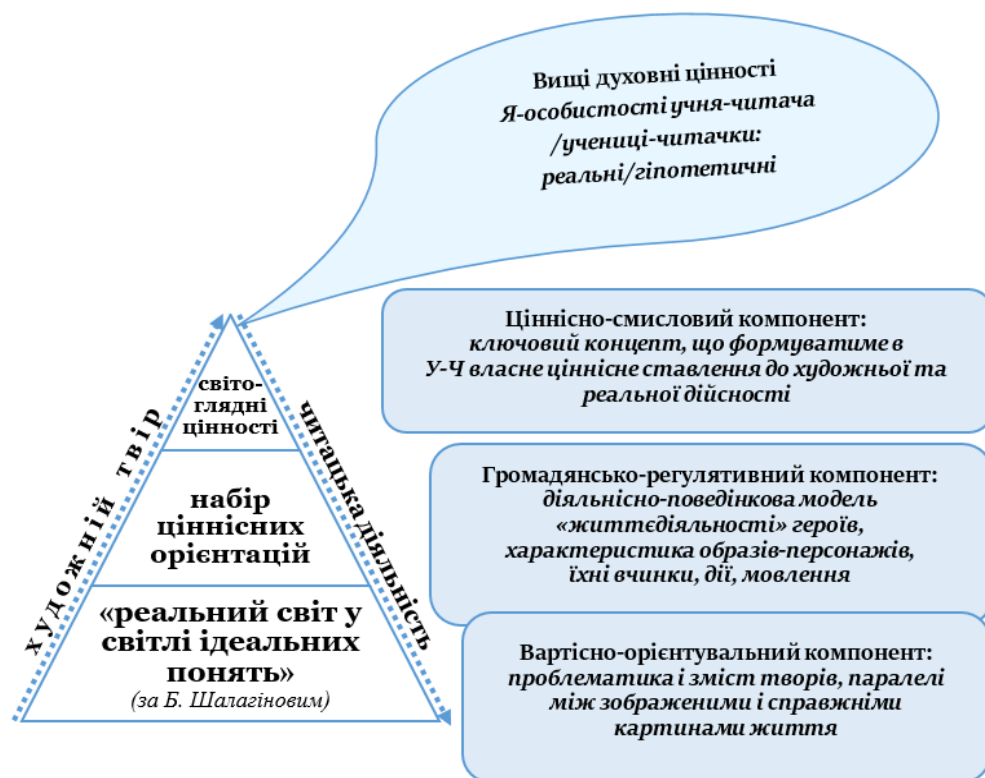 Вищі духовні цінності
Я-особистості учня-читача
/учениці-читачки:
реальні/гіпотетичні
Ціннісно-смисловий компонент:
ключовий концепт, що формуватиме в
У-Ч власне ціннісне ставлення до художньої та
реальної дійсності
Громадянсько-регулятивний компонент:
діяльнісно-поведінкова модель
«життєдіяльності» героїв,
характеристика образів-персонажів,
їхні вчинки, дії, мовлення
Вартісно-орієнтувальний компонент:
проблематика і зміст творів, паралелі
між зображеними і справжніми
картинами життя
художній твір
читацька діяльність
світо-
глядні
цінності
набір
ціннісних
орієнтацій
«реальний світ у
світлі ідеальних
понять»
(за Б. Шалагіновим)